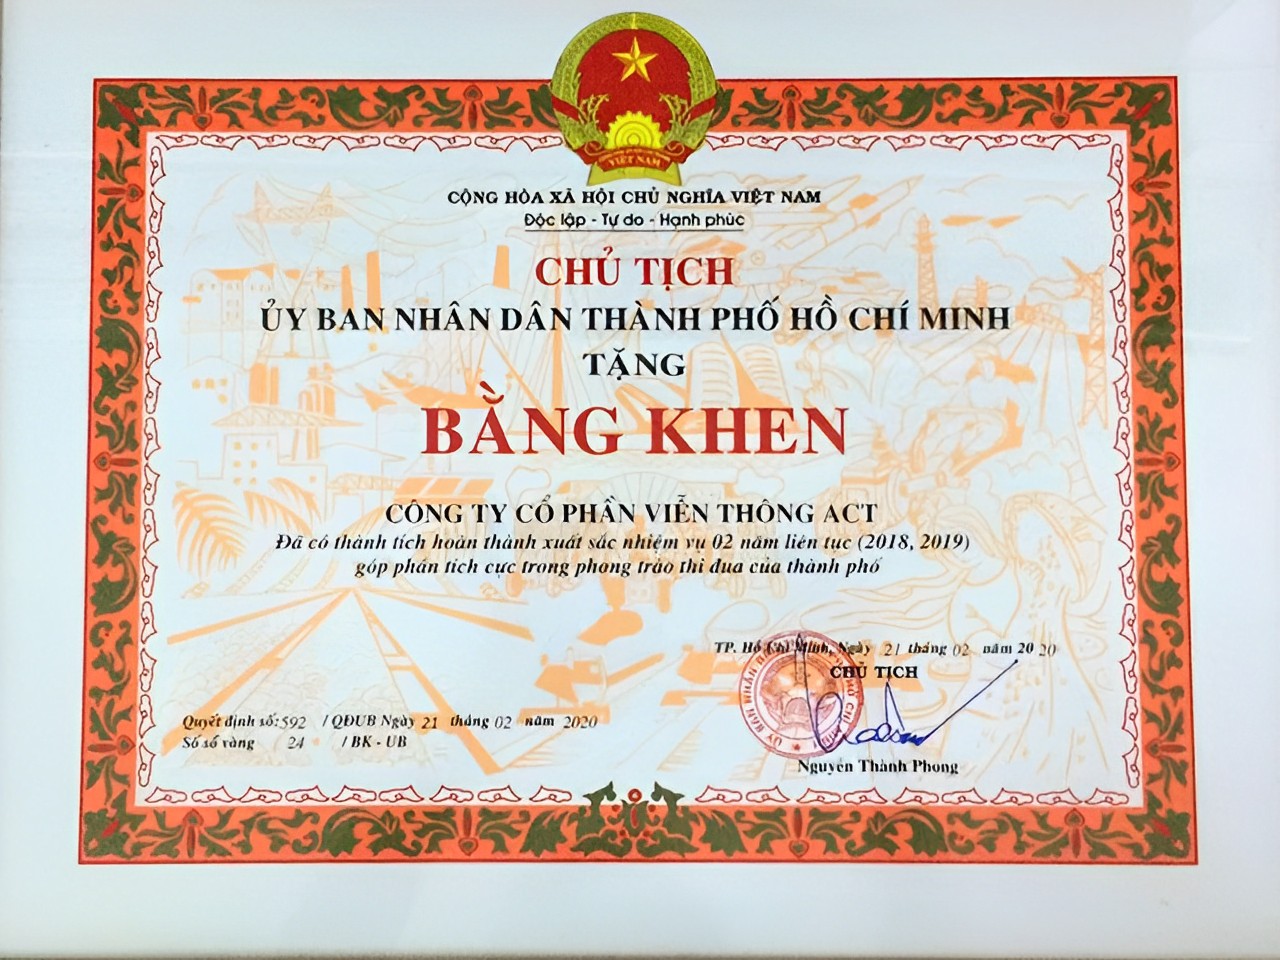 VIỆT NAM
CỘNG HÒA XÃ HỘI CHỦ NGHĨA VIỆT NAM
Độc lập - Tự do - Hạnh phúc
CHỦ TỊCH
ỦY BAN NHÂN DÂN THÀNH PHỐ HỒ CHÍ MINH
TẶNG
BẰNG KHEN
CÔNG TY CỔ PHẦN VIỄN THÔNG ACT
Đã có thành tích hoàn thành xuất sắc nhiệm vụ 02 năm liên tục (2018, 2019)
góp phần tích cực trong phong trào thi đua của thành phố
TP. Hồ Chí Minh, Ngày 21 tháng 02 năm 2020
CHỦ TỊCH
Quyết định số: 592 / QĐUB Ngày 21 tháng 02 năm 2020
Số sổ vàng 24 / BK - UB
Nguyễn Thành Phong